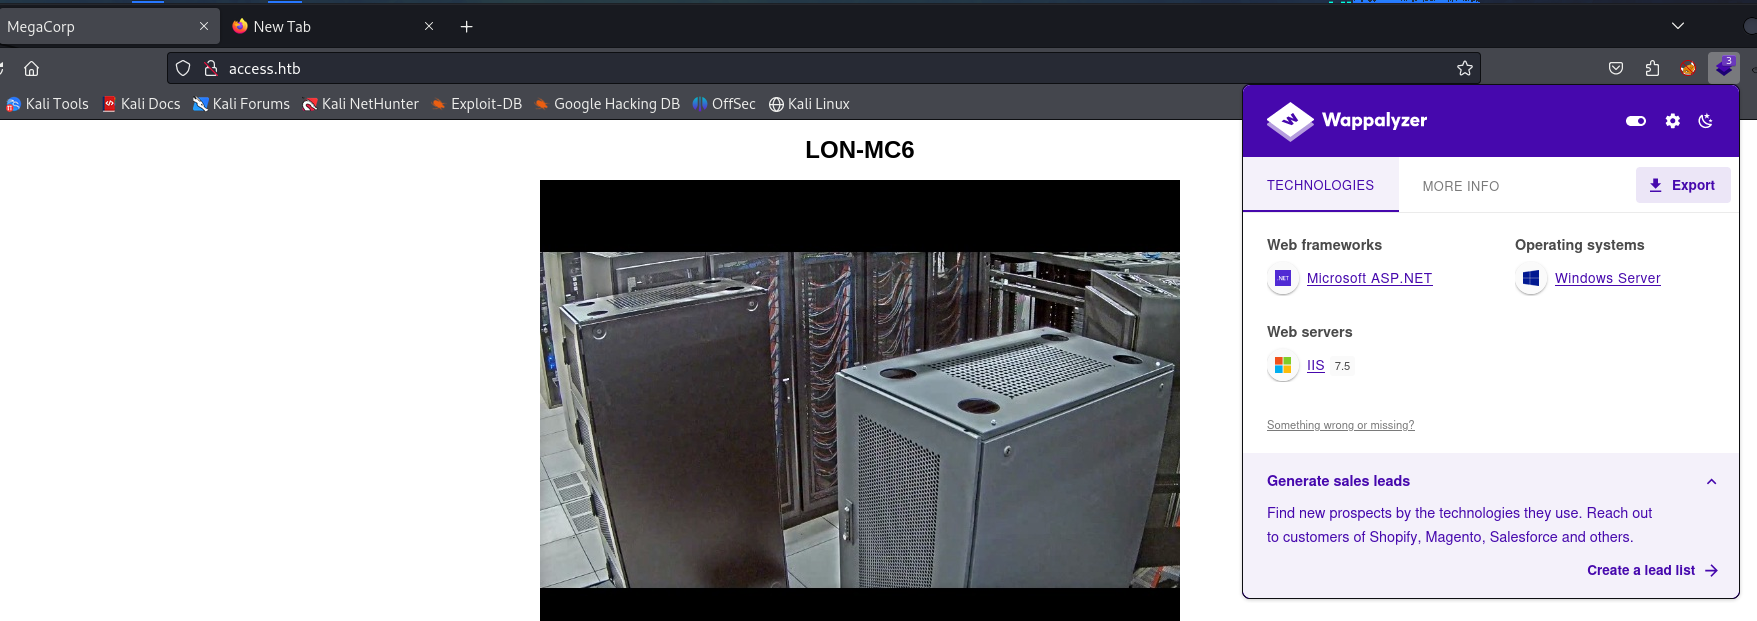 MegaCorp
New Tab
access.htb
Kali Tools Kali Docs Kali Forums Kali NetHunter Exploit-DB Google Hacking DB OffSec Kali Linux
LON-MC6
3
W Wappalyzer
TECHNOLOGIES MORE INFO Export
Web frameworks
.NET Microsoft ASP.NET
Operating systems
Windows Server
Web servers
IIS 7.5
Something wrong or missing?
Generate sales leads
Find new prospects by the technologies they use. Reach out
to customers of Shopify, Magento, Salesforce and others.
Create a lead list